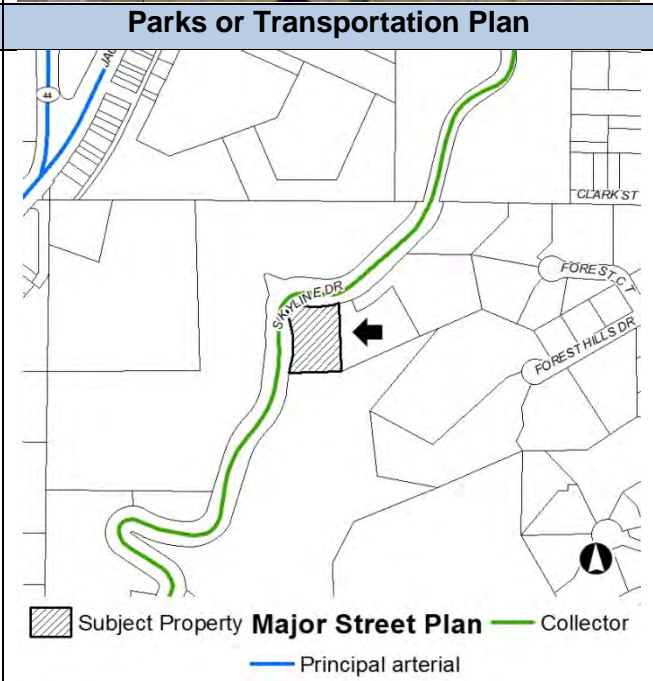 Parks or Transportation Plan
44
JAC
CLARK ST
SKYLINE DR
FOREST CT
FOREST HILLS DR
Subject Property Major Street Plan Collector
Principal arterial